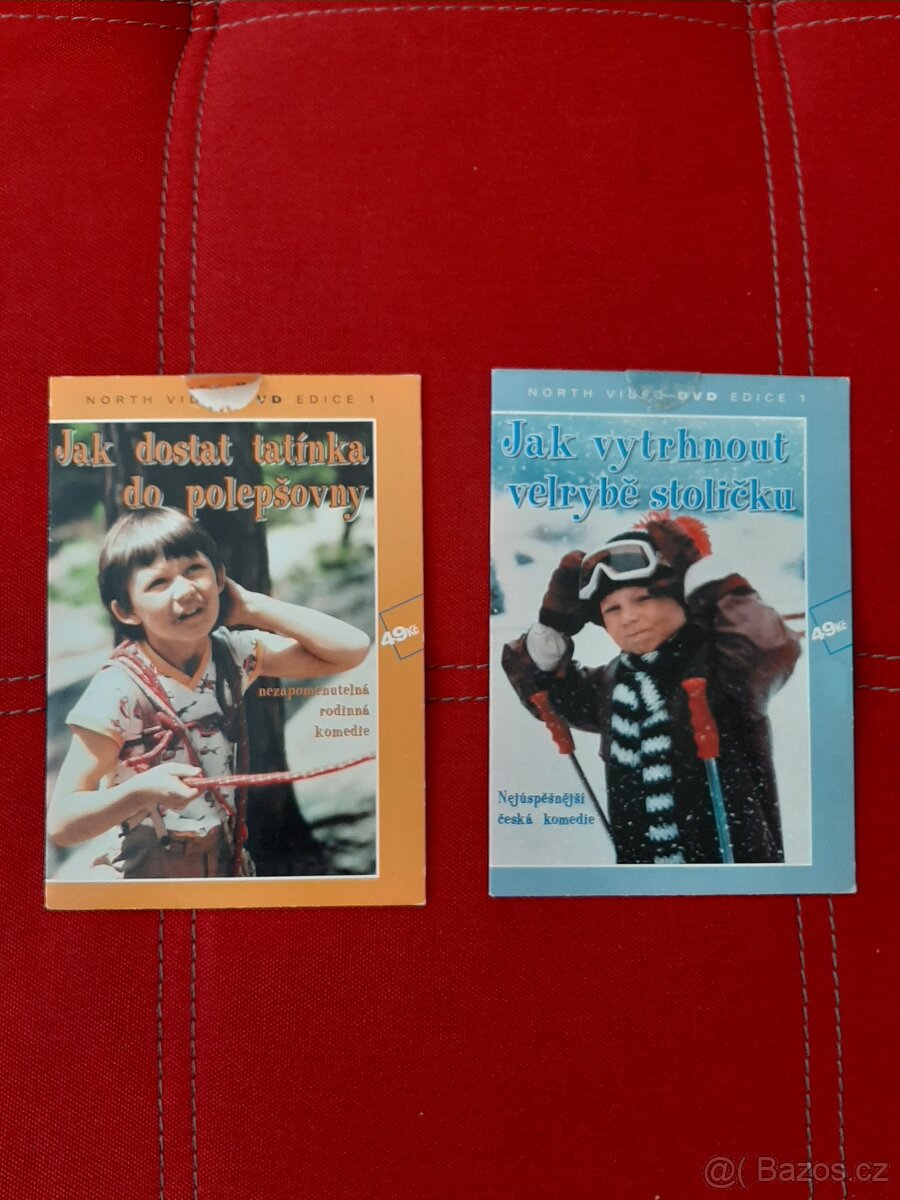 NORTH VIDEO DVD EDICE 1
Jak dostat tatínka
do polepšovny
49Kč
nezapomenutelná
rodinná
komedie
NORTH VIDEO DVD EDICE 1
Jak vytrhnout
velrybě stoličku
49Kč
Nejúspěšnější
česká komedie
@( Bazos.cz